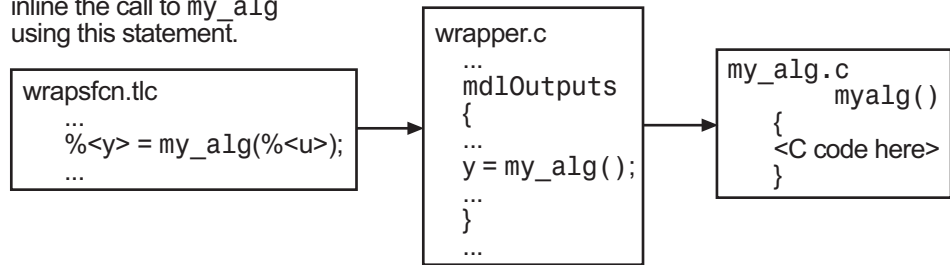 inline the call to my_alg
using this statement.
wrapsfcn.tlc
...
%<y> = my_alg(%<u>);
...
wrapper.c
...
mdlOutputs
{
...
y = my_alg();
...
}
...
my_alg.c
myalg()
{
<C code here>
}